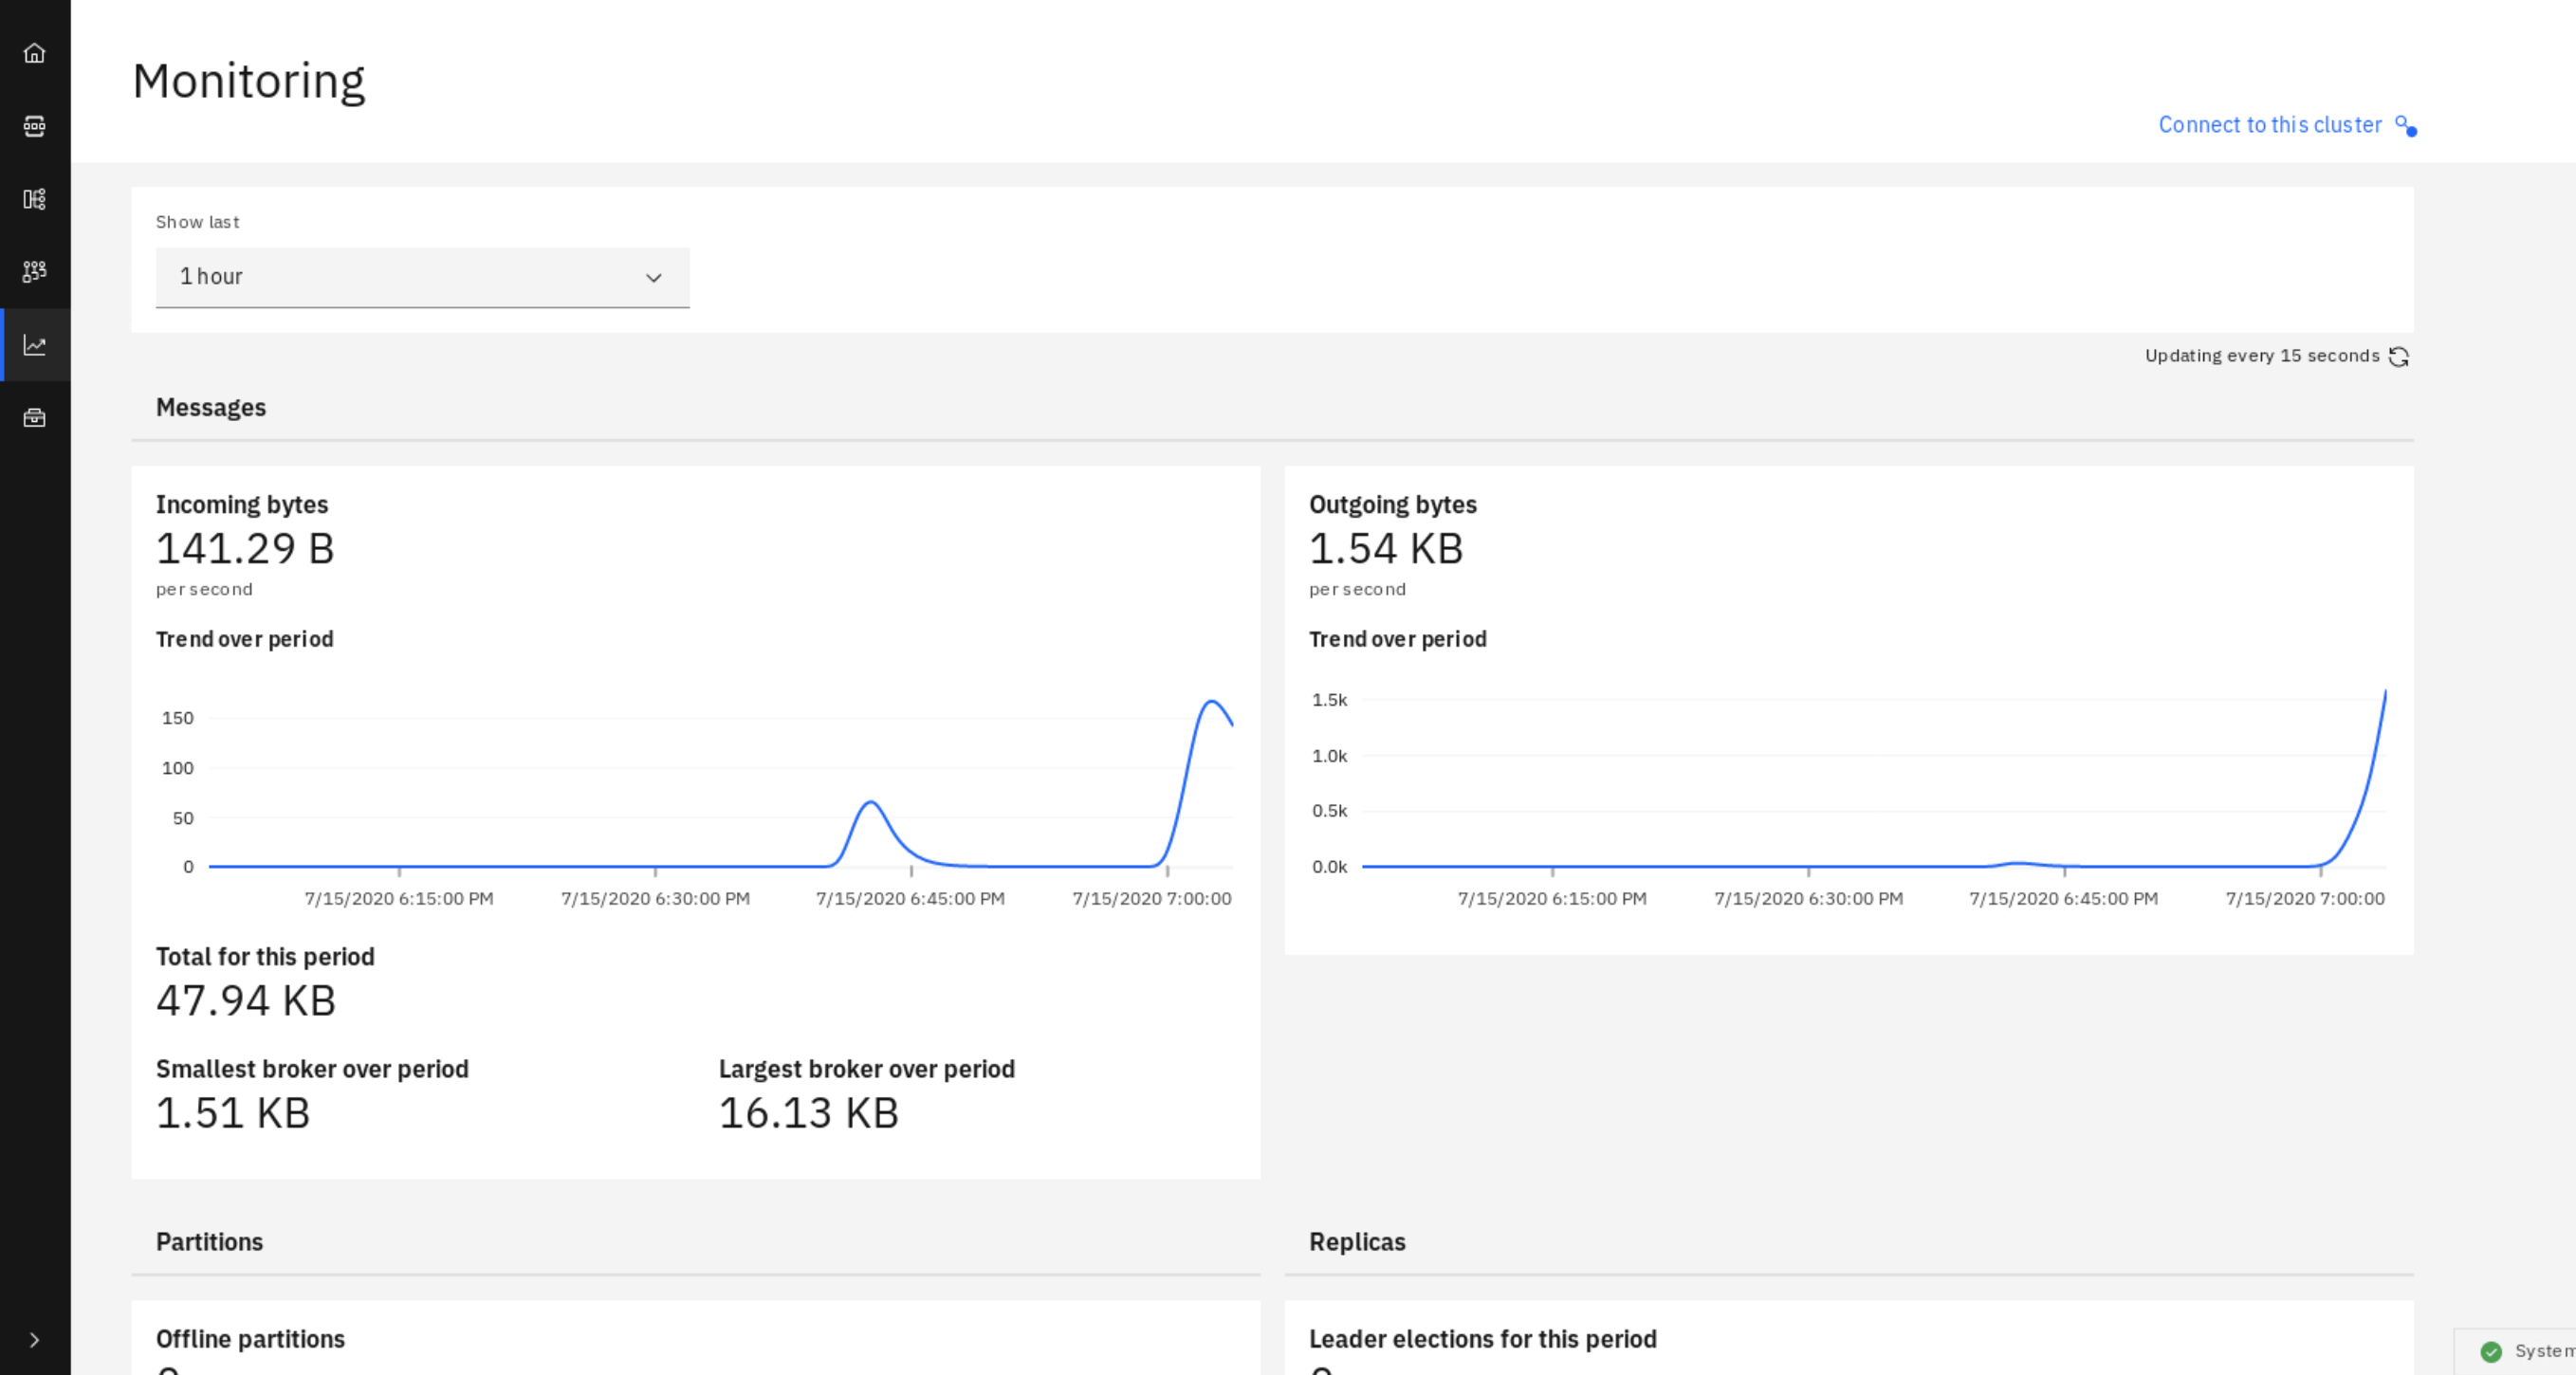 Monitoring
Connect to this cluster
Show last
1 hour
Updating every 15 seconds
Messages
Incoming bytes
141.29 B
per second
Trend over period
150
100
50
0
7/15/2020 6:15:00 PM 7/15/2020 6:30:00 PM 7/15/2020 6:45:00 PM 7/15/2020 7:00:00
Total for this period
47.94 KB
Smallest broker over period
1.51 KB
Largest broker over period
16.13 KB
Outgoing bytes
1.54 KB
per second
Trend over period
1.5k
1.0k
0.5k
0.0k
7/15/2020 6:15:00 PM 7/15/2020 6:30:00 PM 7/15/2020 6:45:00 PM 7/15/2020 7:00:00
Partitions
Offline partitions
Replicas
Leader elections for this period
System